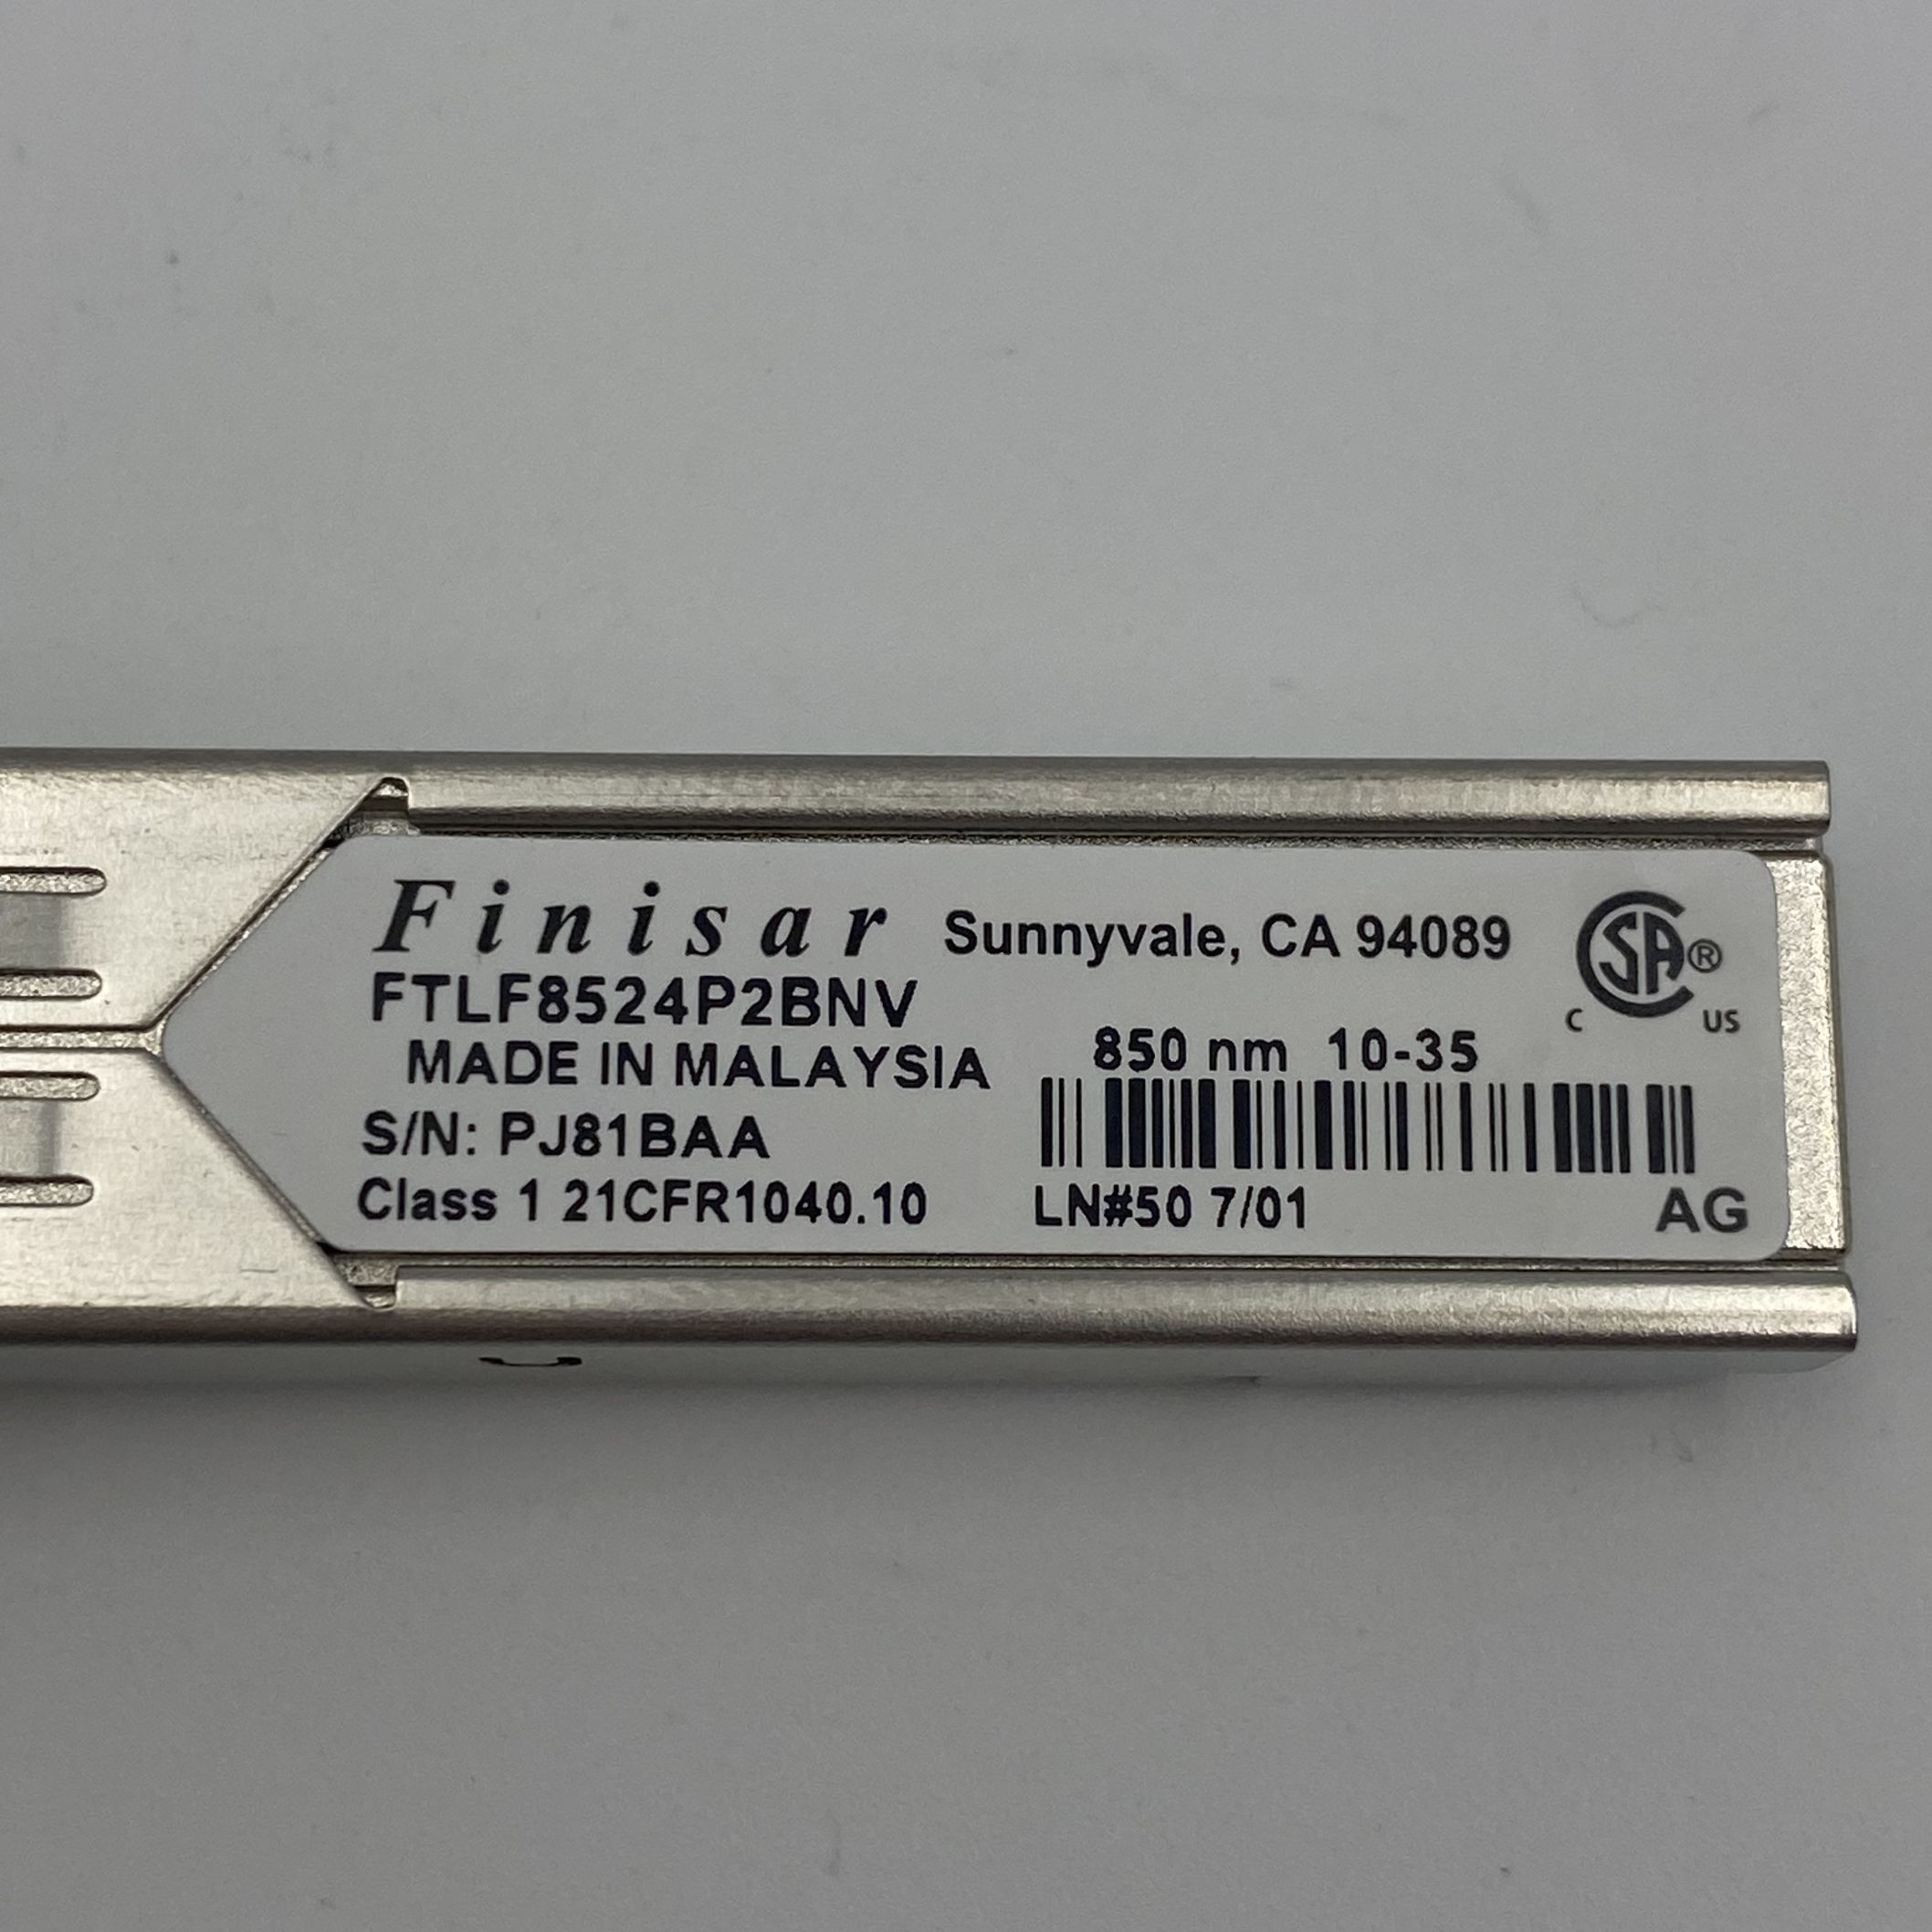 Finisar Sunnyvale, CA 94089
CSA®
C US
FTLF8524P2BNV
MADE IN MALAYSIA
850 nm 10-35
S/N: PJ81BAA
Class 1 21CFR1040.10
LN#50 7/01
AG